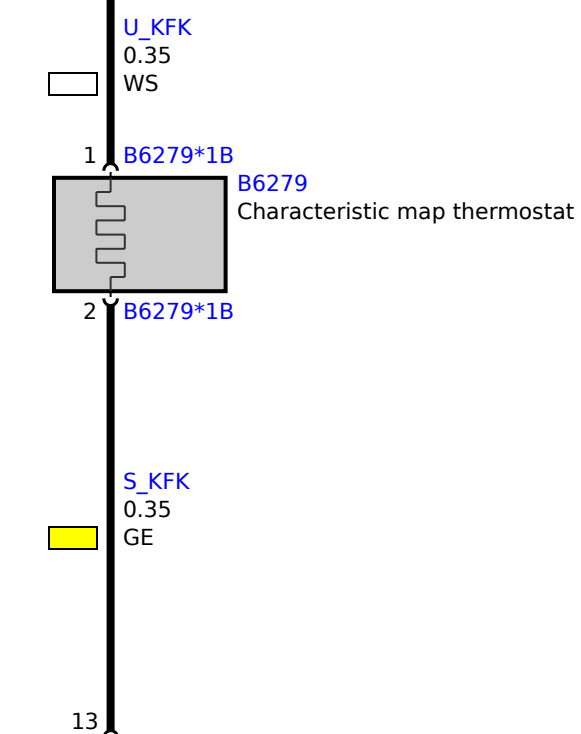 U_KFK
0.35
WS
1 B6279*1B
B6279
Characteristic map thermostat
2 B6279*1B
S_KFK
0.35
GE
13